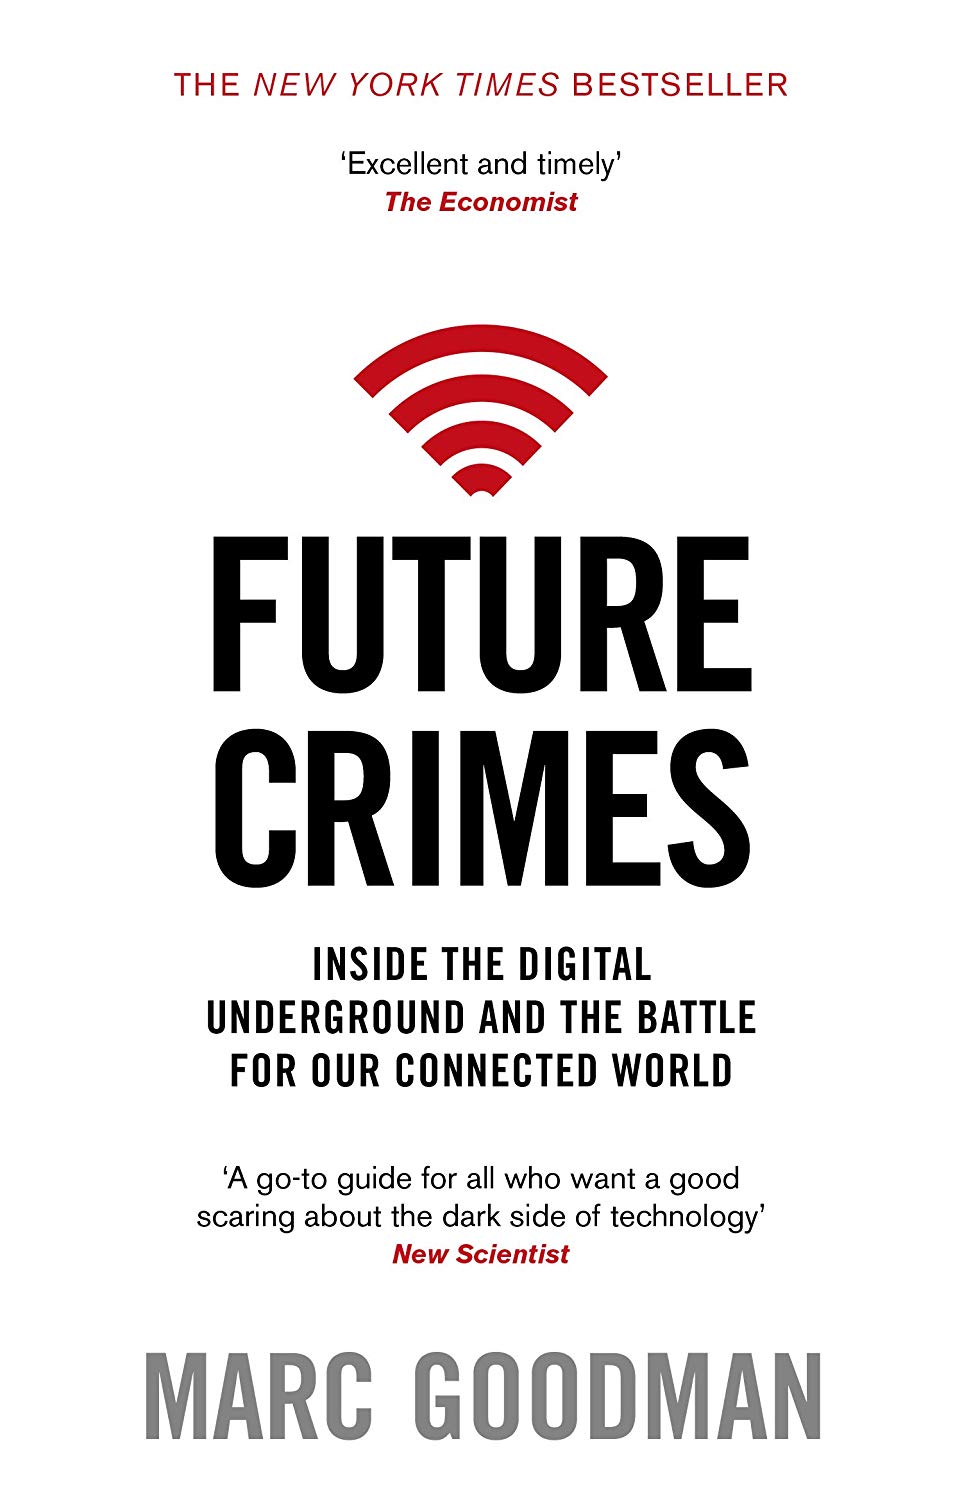 THE NEW YORK TIMES BESTSELLER
‘Excellent and timely’
The Economist
FUTURE
CRIMES
INSIDE THE DIGITAL
UNDERGROUND AND THE BATTLE
FOR OUR CONNECTED WORLD
‘A go-to guide for all who want a good
scaring about the dark side of technology’
New Scientist
MARC GOODMAN